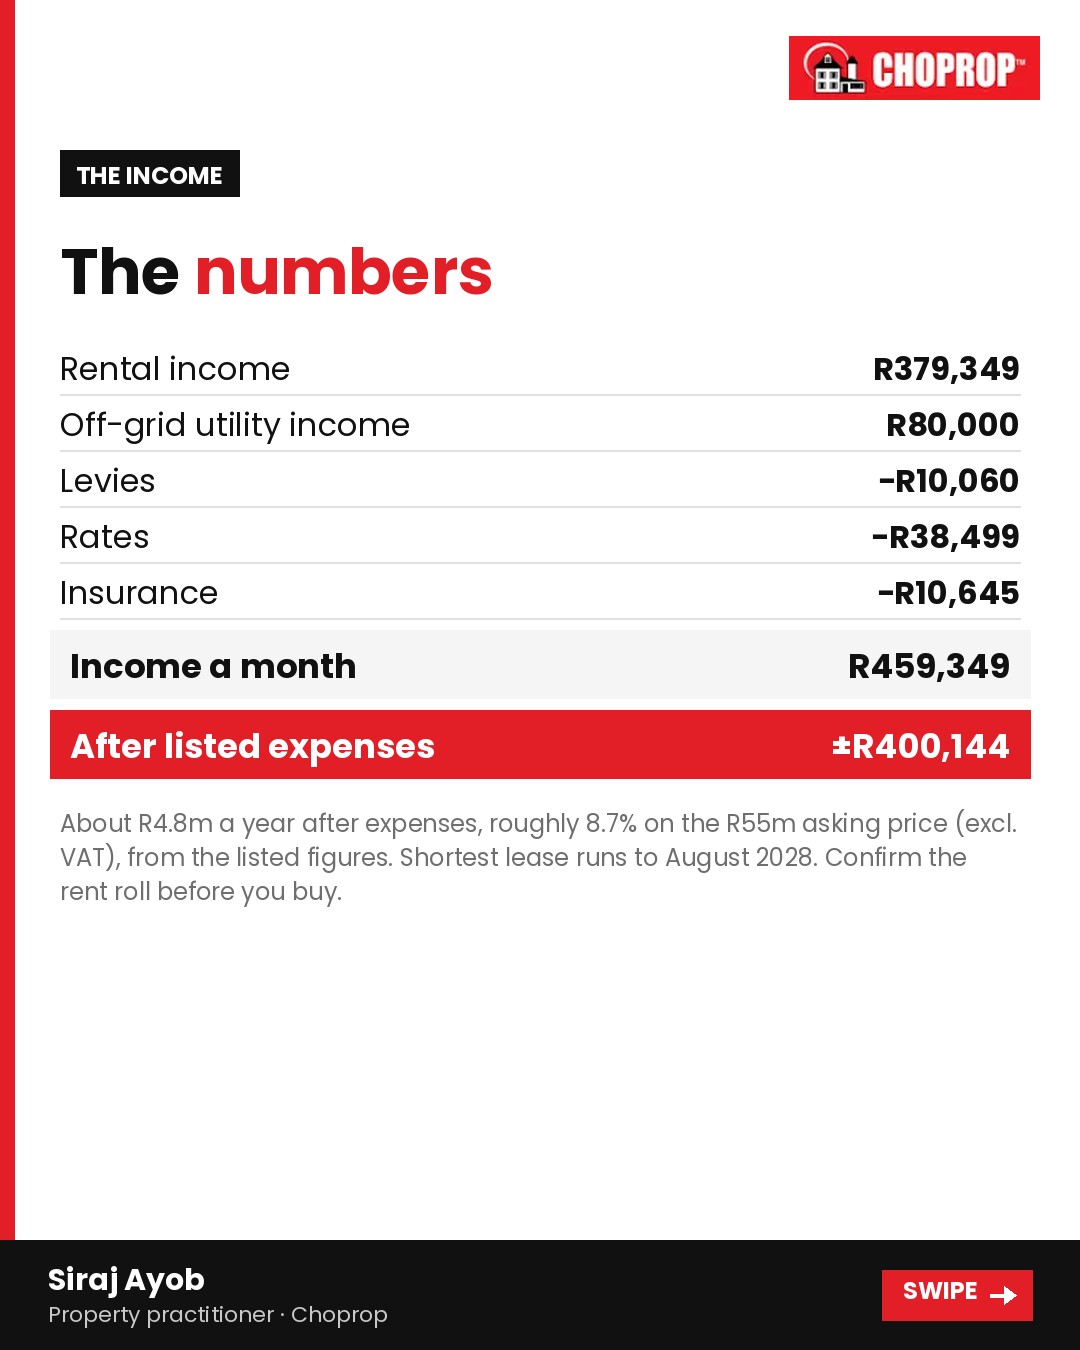 CHOPROP™
THE INCOME
The numbers
Rental income R379,349
Off-grid utility income R80,000
Levies -R10,060
Rates -R38,499
Insurance -R10,645
Income a month R459,349
After listed expenses ±R400,144
About R4.8m a year after expenses, roughly 8.7% on the R55m asking price (excl.
VAT), from the listed figures. Shortest lease runs to August 2028. Confirm the
rent roll before you buy.
Siraj Ayob
Property practitioner · Choprop
SWIPE →